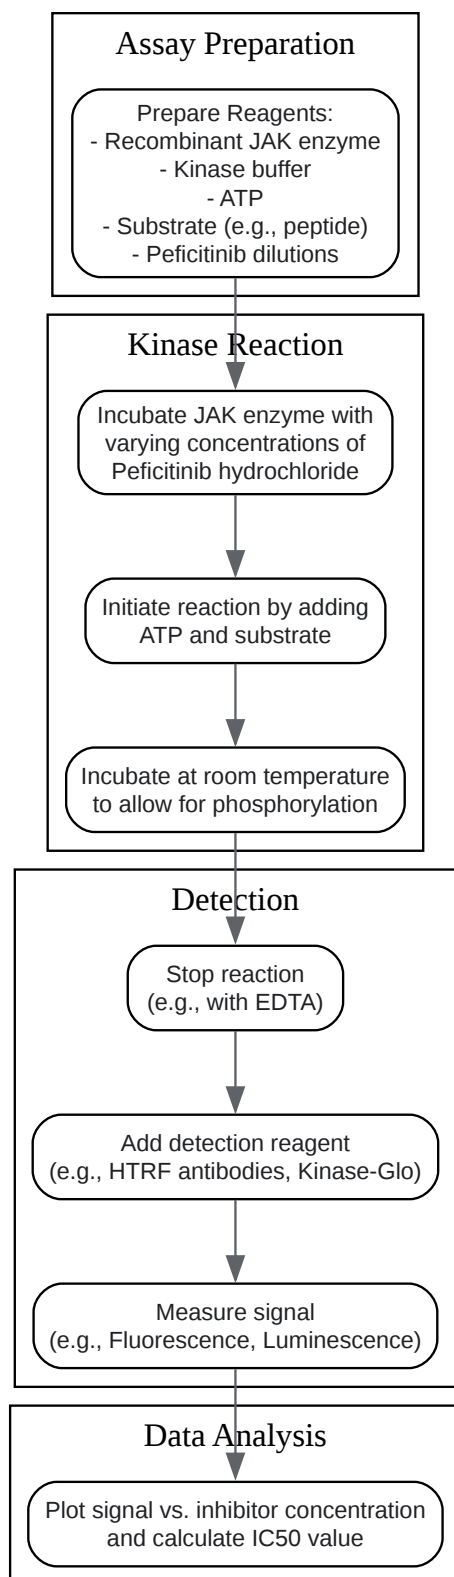 Assay Preparation
Prepare Reagents:
- Recombinant JAK enzyme
- Kinase buffer
- ATP
- Substrate (e.g., peptide)
- Peficitinib dilutions
Kinase Reaction
Incubate JAK enzyme with
varying concentrations of
Peficitinib hydrochloride
Initiate reaction by adding
ATP and substrate
Incubate at room temperature
to allow for phosphorylation
Detection
Stop reaction
(e.g., with EDTA)
Add detection reagent
(e.g., HTRF antibodies, Kinase-Glo)
Measure signal
(e.g., Fluorescence, Luminescence)
Data Analysis
Plot signal vs. inhibitor concentration
and calculate IC50 value